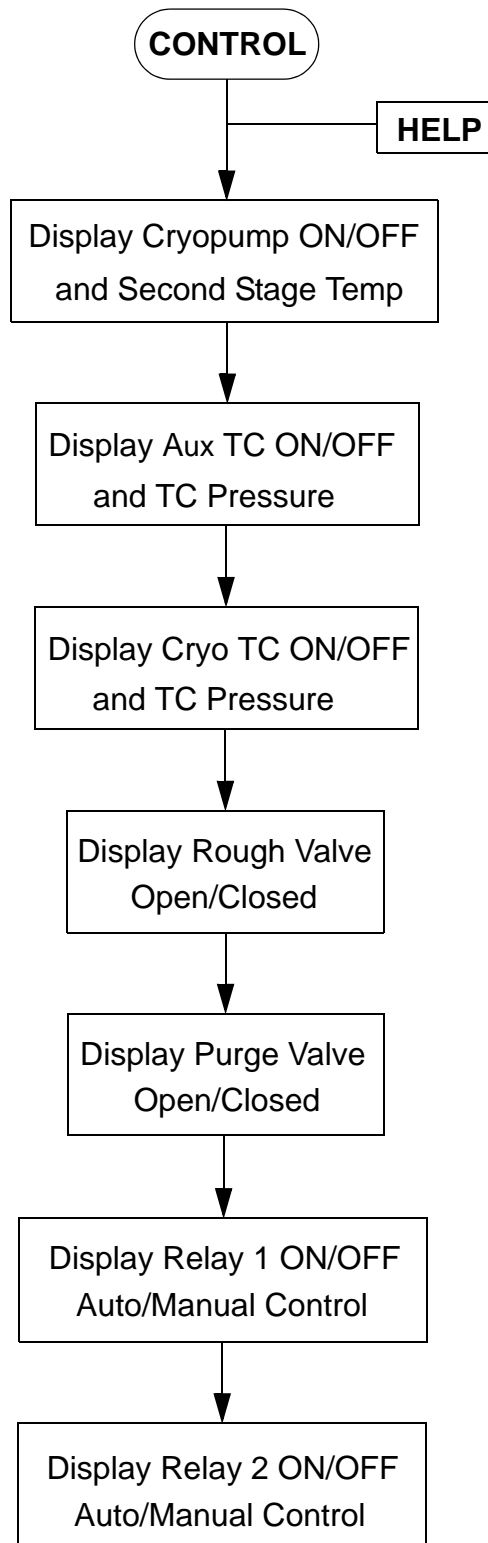 CONTROL
HELP
Display Cryopump ON/OFF
and Second Stage Temp
Display Aux TC ON/OFF
and TC Pressure
Display Cryo TC ON/OFF
and TC Pressure
Display Rough Valve
Open/Closed
Display Purge Valve
Open/Closed
Display Relay 1 ON/OFF
Auto/Manual Control
Display Relay 2 ON/OFF
Auto/Manual Control